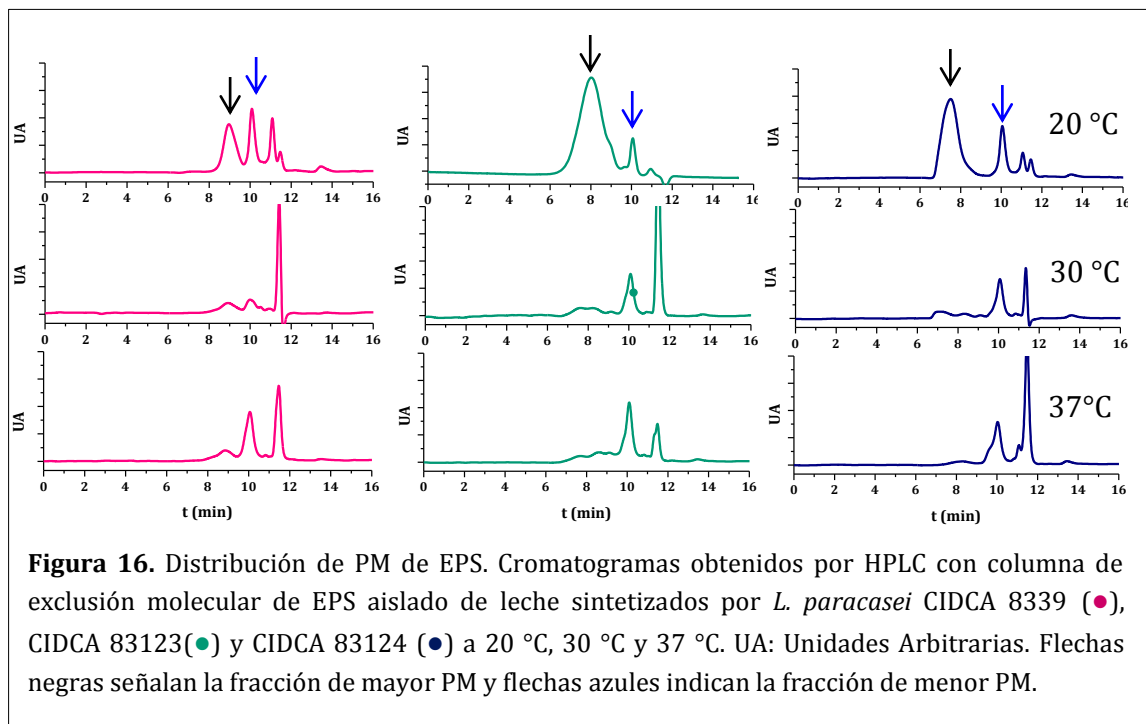 UA
0 2 4 6 8 10 12 14 16
UA
0 2 4 6 8 10 12 14 16
UA
0 2 4 6 8 10 12 14 16
20 °C
UA
0 2 4 6 8 10 12 14 16
UA
0 2 4 6 8 10 12 14 16
UA
0 2 4 6 8 10 12 14 16
30 °C
UA
0 2 4 6 8 10 12 14 16
t (min)
UA
0 2 4 6 8 10 12 14 16
t (min)
UA
0 2 4 6 8 10 12 14 16
t (min)
37°C
Figura 16. Distribución de PM de EPS. Cromatogramas obtenidos por HPLC con columna de
exclusión molecular de EPS aislado de leche sintetizados por L. paracasei CIDCA 8339 (●),
CIDCA 83123(●) y CIDCA 83124 (●) a 20 °C, 30 °C y 37 °C. UA: Unidades Arbitrarias. Flechas
negras señalan la fracción de mayor PM y flechas azules indican la fracción de menor PM.